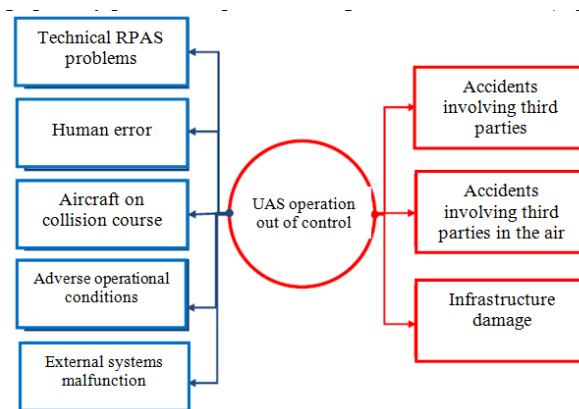 Technical RPAS
problems
Human error
Aircraft on
collision course
Adverse operational
conditions
External systems
malfunction
UAS operation
out of control
Accidents
involving third
parties
Accidents
involving third
parties in the air
Infrastructure
damage